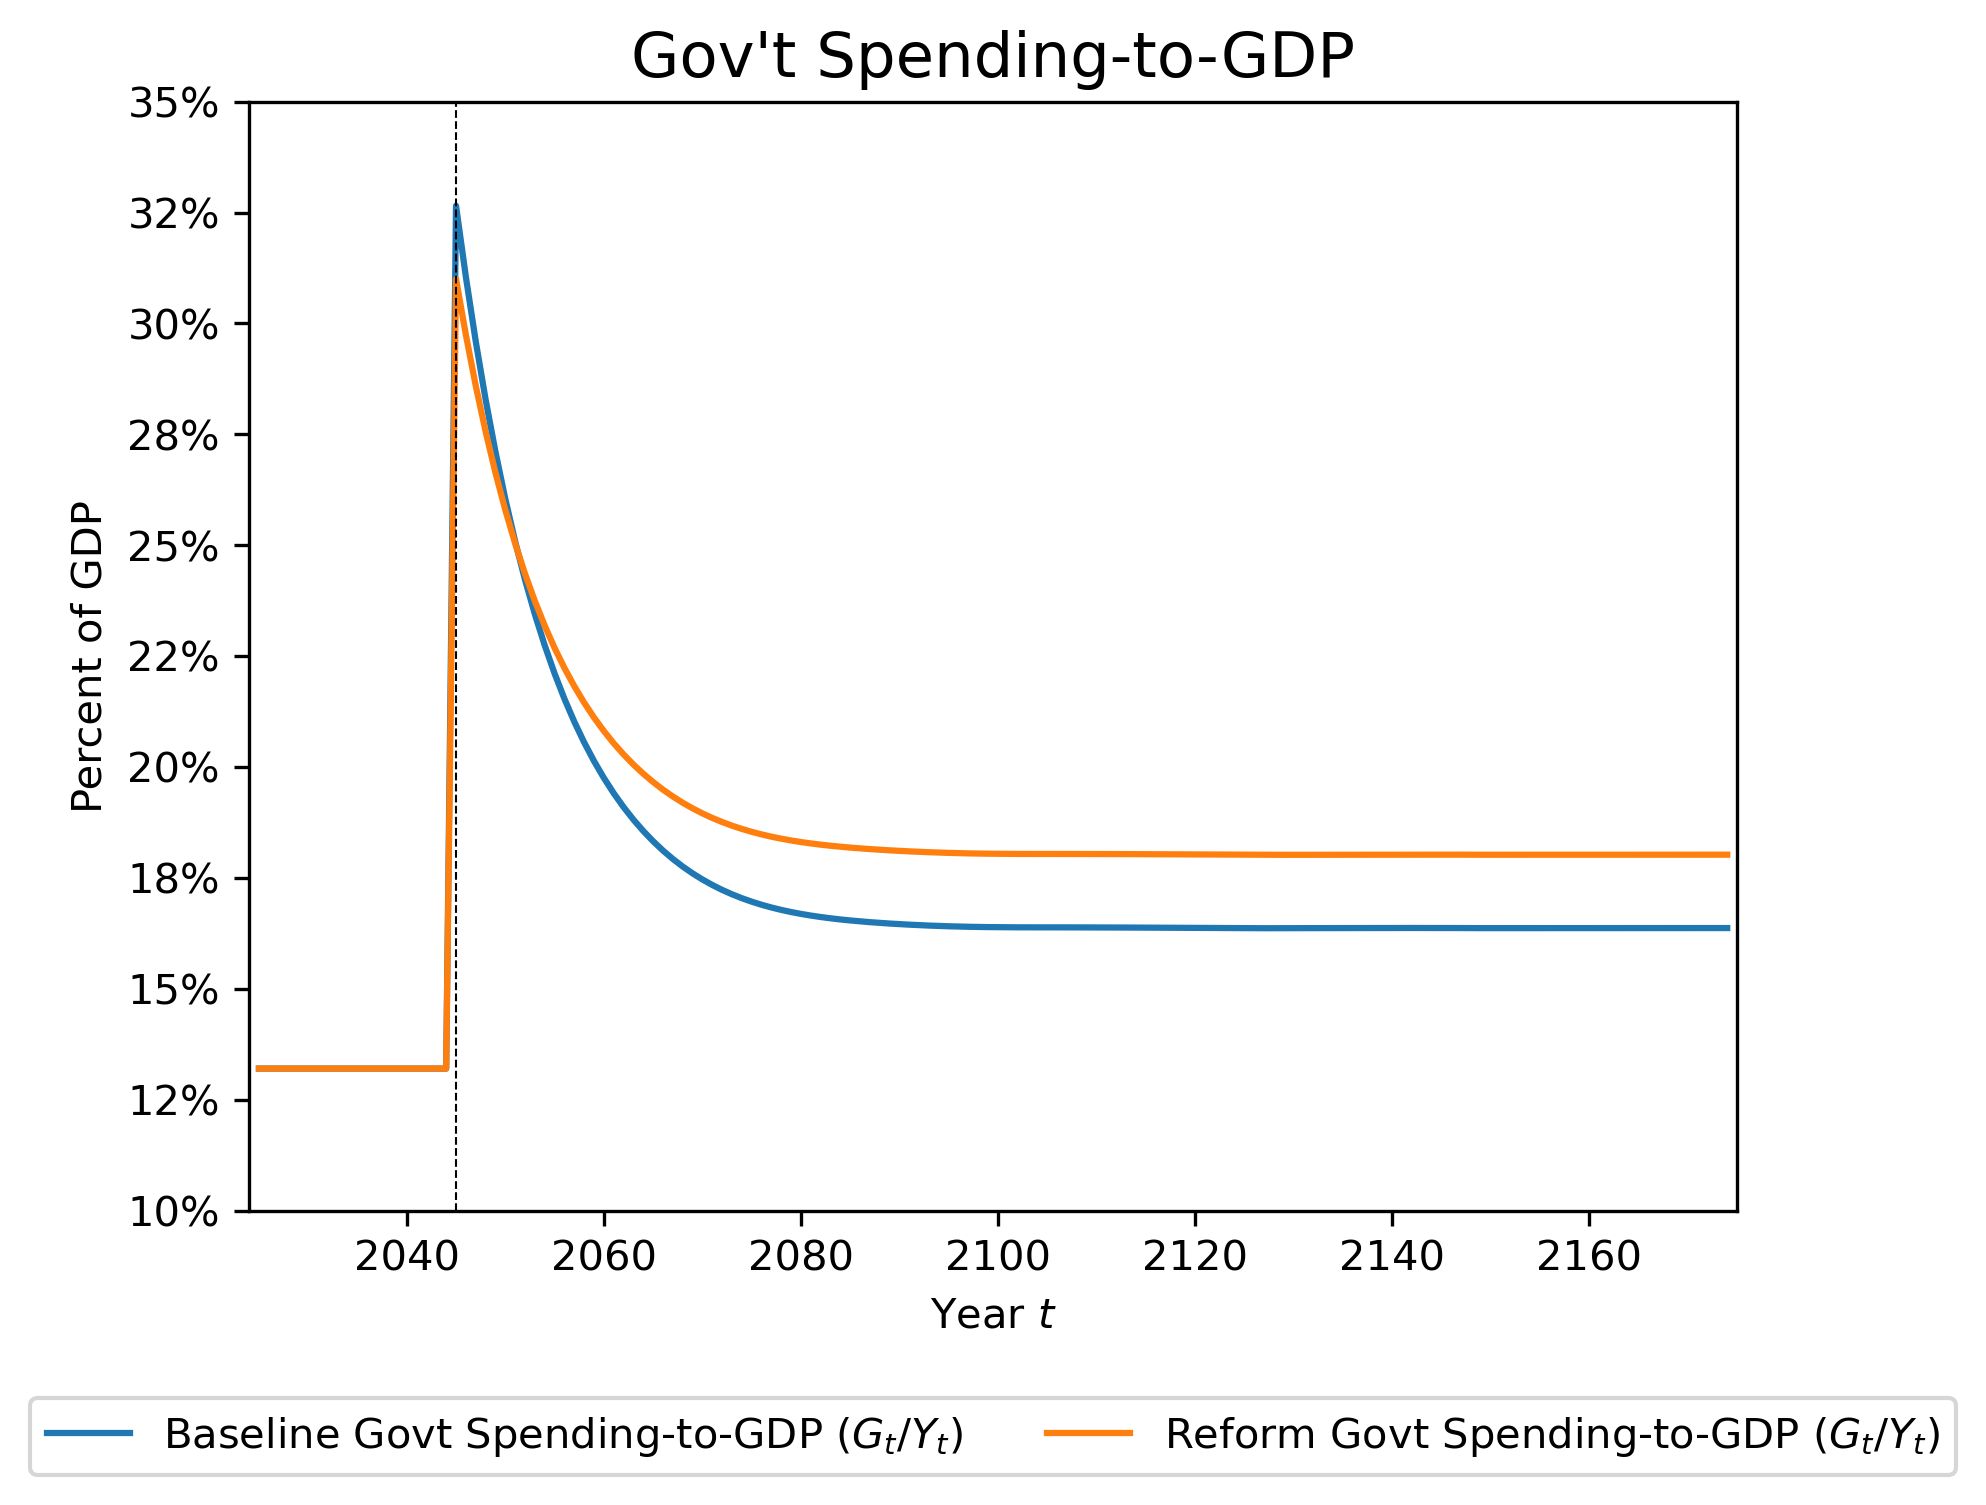 Gov't Spending-to-GDP
35%
32%
30%
28%
25%
22%
20%
18%
15%
12%
10%
Percent of GDP
2040 2060 2080 2100 2120 2140 2160
Year t
Baseline Govt Spending-to-GDP (Gₜ/Yₜ) Reform Govt Spending-to-GDP (Gₜ/Yₜ)